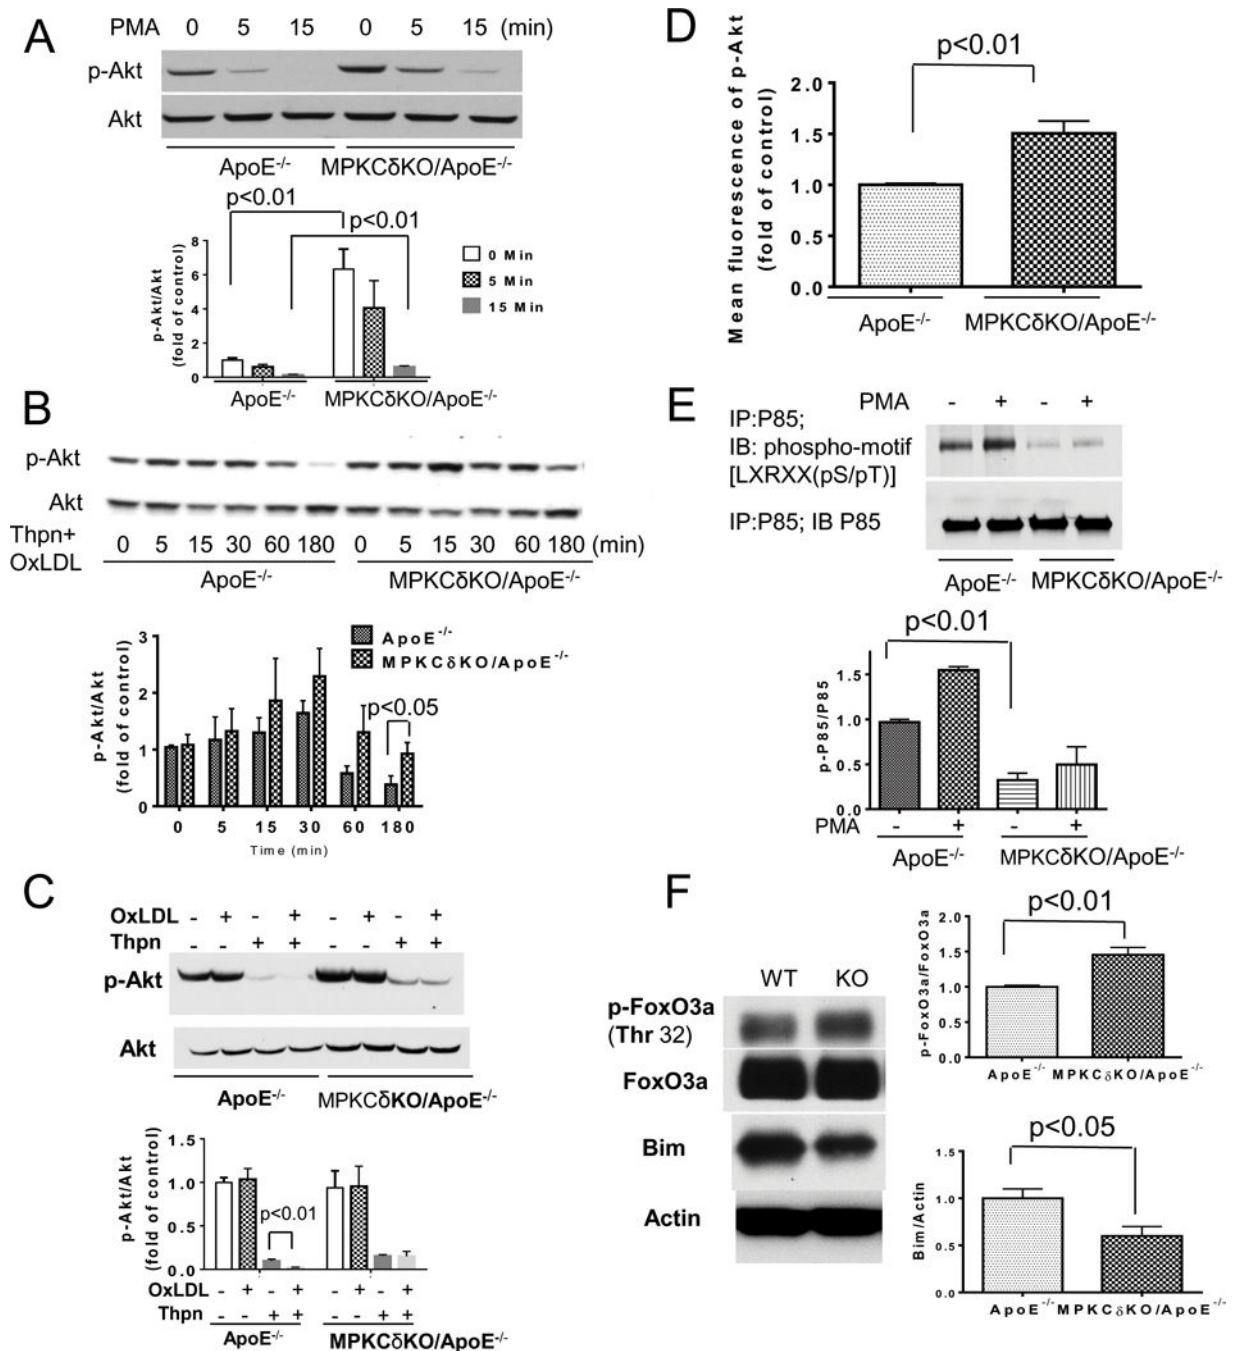 A
PMA 0 5 15 0 5 15 (min)
p-Akt
Akt
ApoE-/- MPKCδKO/ApoE-/-
p<0.01
p<0.01
p-Akt/Akt
(fold of control)
8
6
4
2
0
0 Min
5 Min
15 Min
ApoE-/- MPKCδKO/ApoE-/-
B
p-Akt
Akt
Thpn+
OxLDL
0 5 15 30 60 180 0 5 15 30 60 180 (min)
ApoE-/- MPKCδKO/ApoE-/-
p-Akt/Akt
(fold of control)
3
2
1
0
ApoE-/-
MPKCδKO/ApoE-/-
p<0.05
0 5 15 30 60 180
Time (min)
C
OxLDL - + - + - + - +
Thpn - - + + - - + +
p-Akt
Akt
ApoE-/- MPKCδKO/ApoE-/-
p-Akt/Akt
(fold of control)
1.5
1.0
0.5
0.0
p<0.01
OxLDL - + - + - + - +
Thpn - - + + - - + +
ApoE-/- MPKCδKO/ApoE-/-
D
Mean fluorescence of p-Akt
(fold of control)
p<0.01
2.0
1.5
1.0
0.5
0.0
ApoE-/- MPKCδKO/ApoE-/-
E
PMA - + - +
IP:P85;
IB: phospho-motif
[LXRXX(pS/pT)]
IP:P85; IB P85
ApoE-/- MPKCδKO/ApoE-/-
p<0.01
p-P85/P85
1.5
1.0
0.5
0.0
PMA - + - +
ApoE-/- MPKCδKO/ApoE-/-
F
WT KO
p-FoxO3a
(Thr 32)
FoxO3a
Bim
Actin
p<0.01
p-FoxO3a/FoxO3a
2.0
1.5
1.0
0.5
0.0
ApoE-/- MPKCδKO/ApoE-/-
p<0.05
Bim/Actin
1.5
1.0
0.5
0.0
ApoE-/- MPKCδKO/ApoE-/-